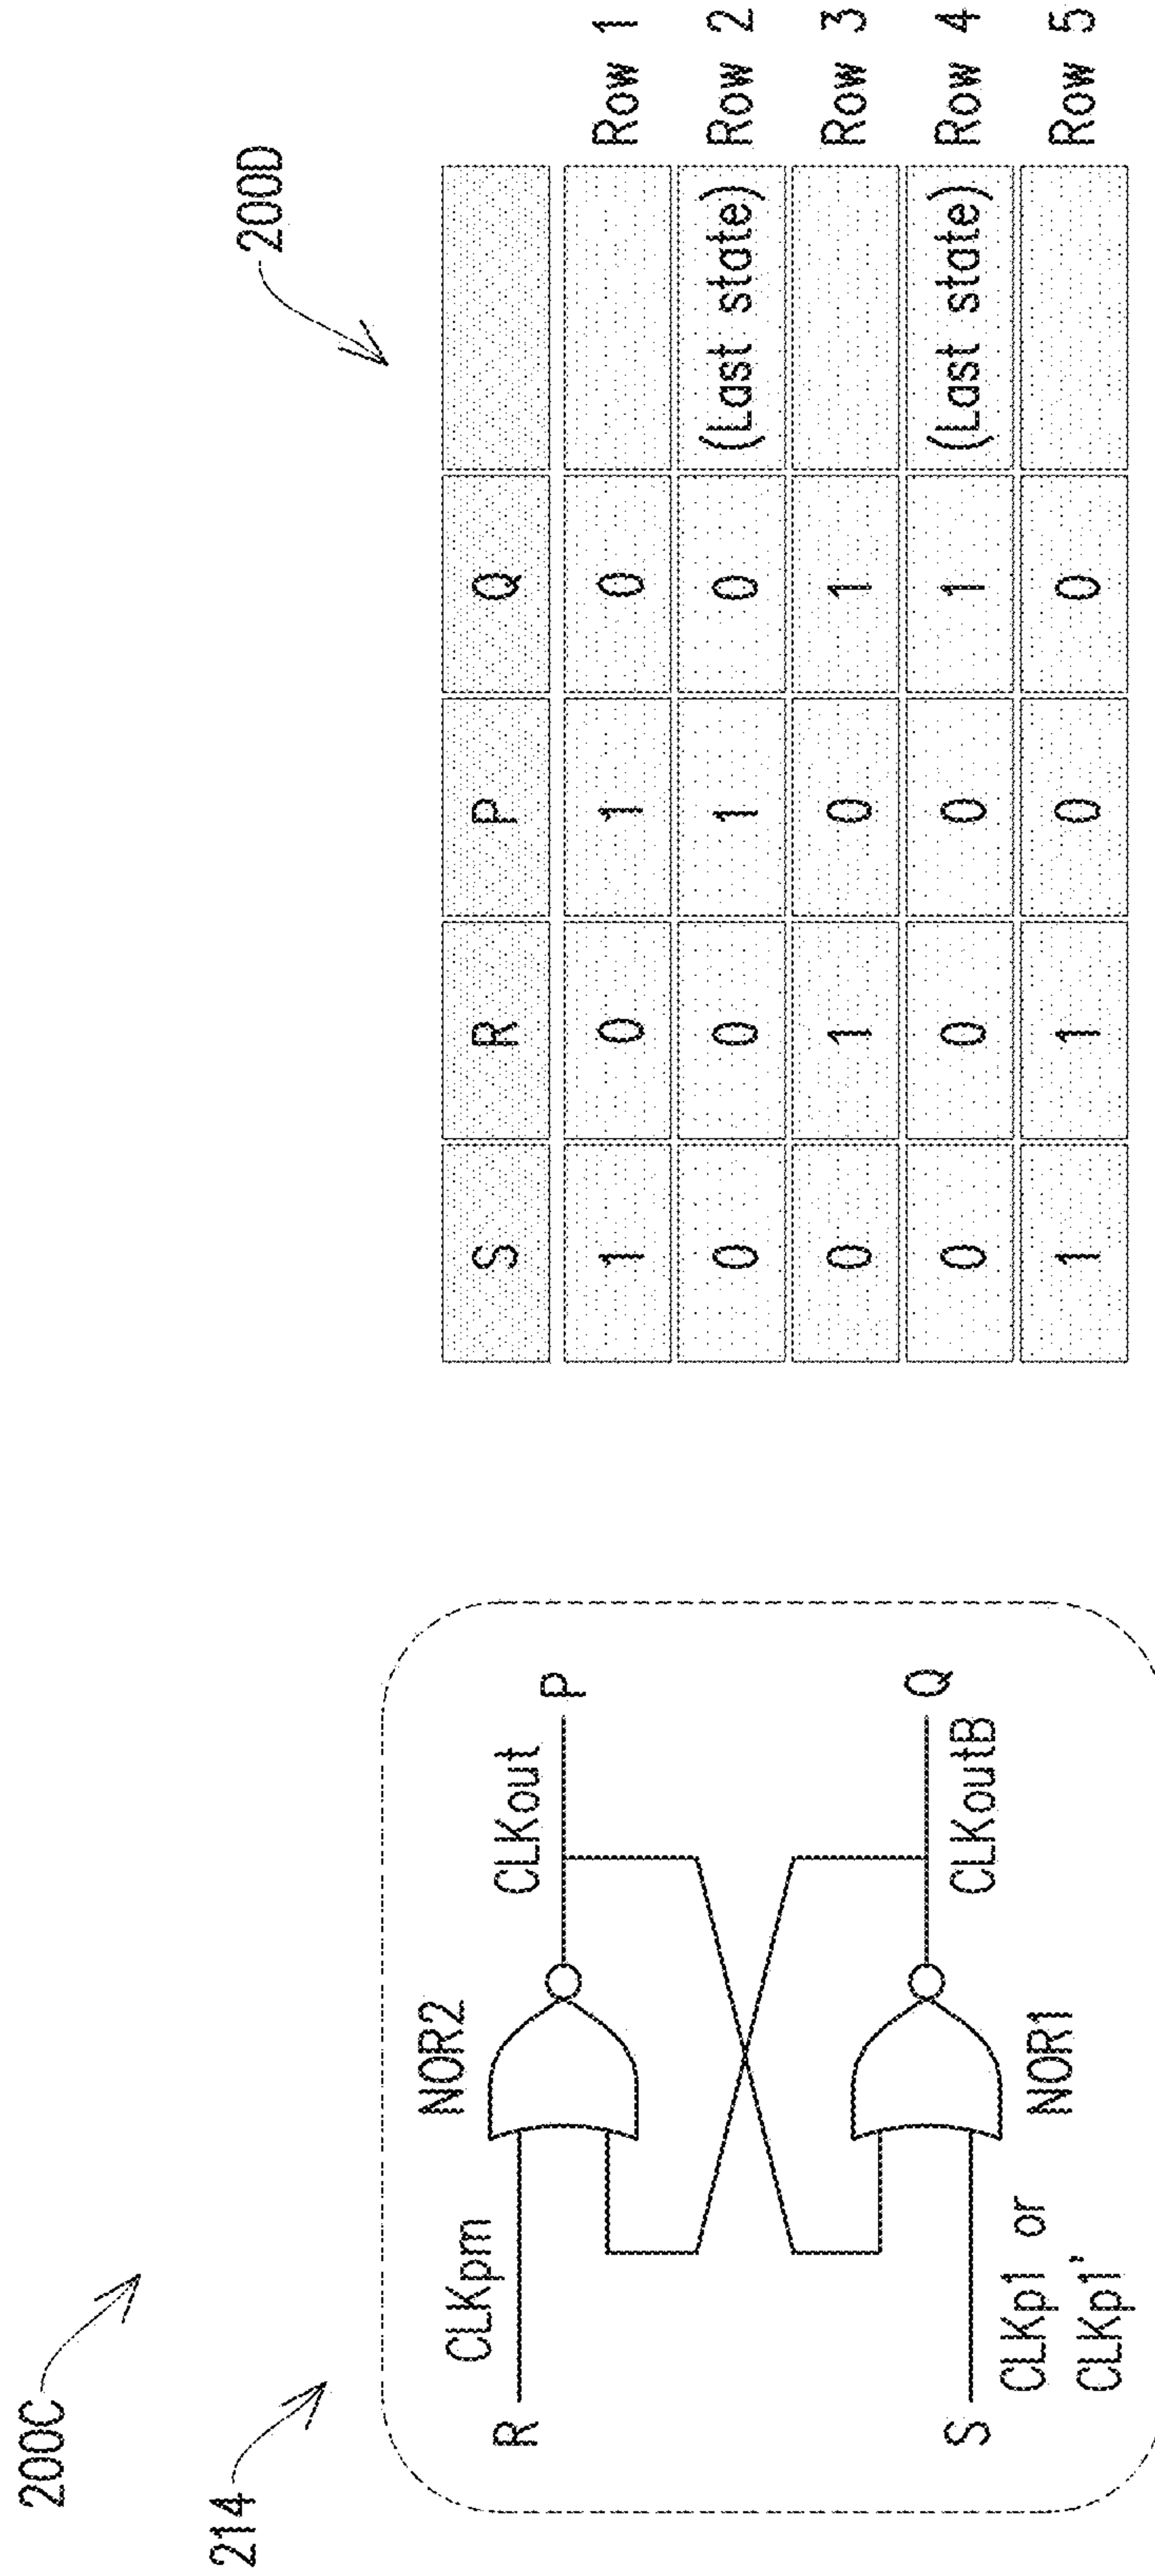 200C
214
R
CLKpm
NOR2
CLKout
P
S
CLKp1 or
CLKp1'
NOR1
CLKoutB
Q
200D
S R P Q
1 0 1 0 Row 1
0 0 1 0 (Last state) Row 2
0 1 0 1 Row 3
0 0 0 1 (Last state) Row 4
1 1 0 0 Row 5